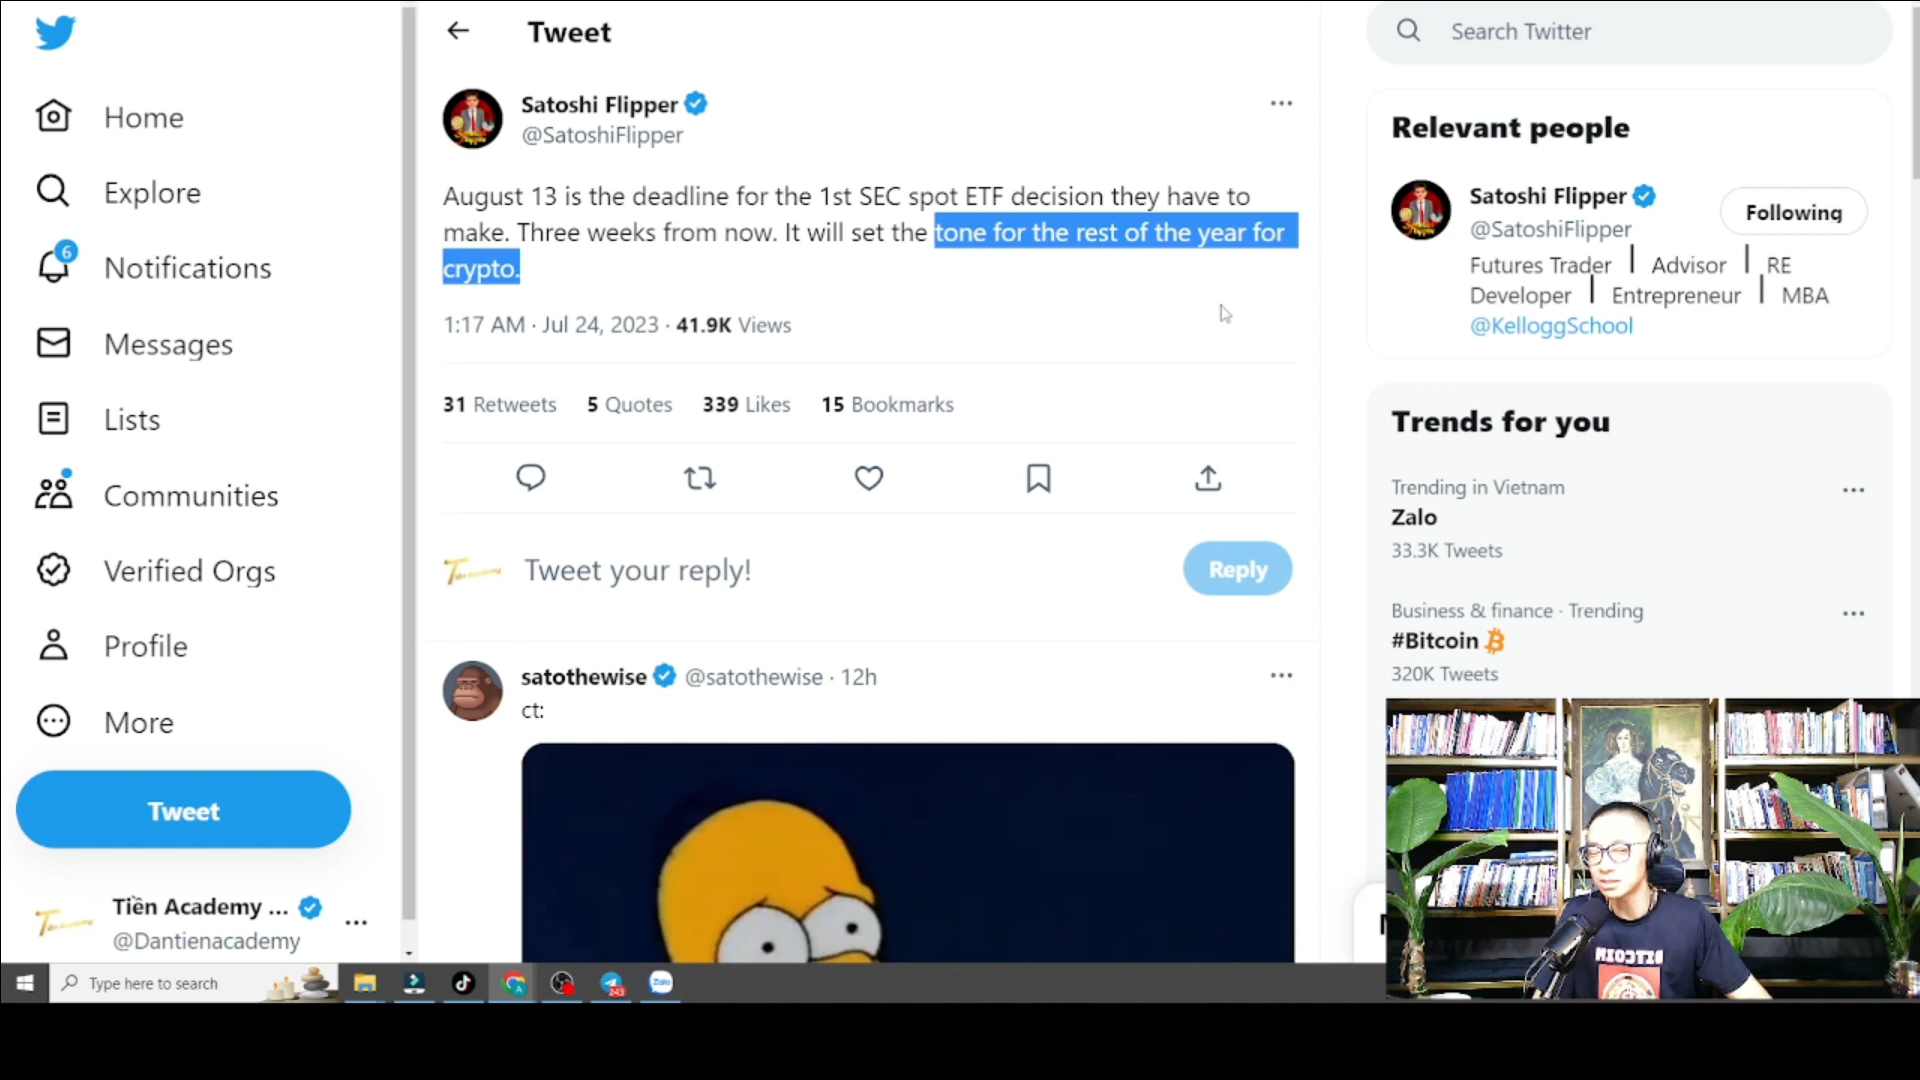 Home
Explore
6
Notifications
Messages
Lists
Communities
Verified Orgs
Profile
More
Tweet
Tiền Academy ...
@Dantienacademy
Tweet
Satoshi Flipper
@SatoshiFlipper
August 13 is the deadline for the 1st SEC spot ETF decision they have to
make. Three weeks from now. It will set the tone for the rest of the year for
crypto.
1:17 AM · Jul 24, 2023 · 41.9K Views
31 Retweets 5 Quotes 339 Likes 15 Bookmarks
Tweet your reply!
Reply
satothewise @satothewise · 12h
ct:
Search Twitter
Relevant people
Satoshi Flipper
@SatoshiFlipper
Following
Futures Trader | Advisor | RE
Developer | Entrepreneur | MBA
@KelloggSchool
Trends for you
Trending in Vietnam
Zalo
33.3K Tweets
Business & finance · Trending
#Bitcoin
320K Tweets
BITCOIN
Type here to search
243
Zalo